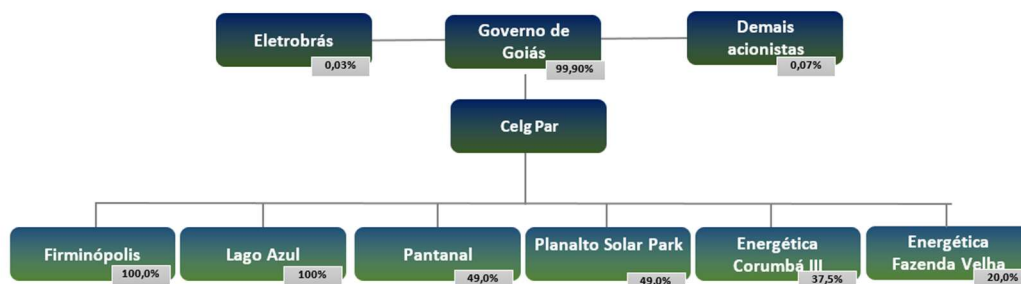 Eletrobrás
0,03%
Governo de
Goiás
99,90%
Demais
acionistas
0,07%
Celg Par
Firminópolis
100,0%
Lago Azul
100%
Pantanal
49,0%
Planalto Solar Park
49,0%
Energética
Corumbá III
37,5%
Energética
Fazenda Velha
20,0%